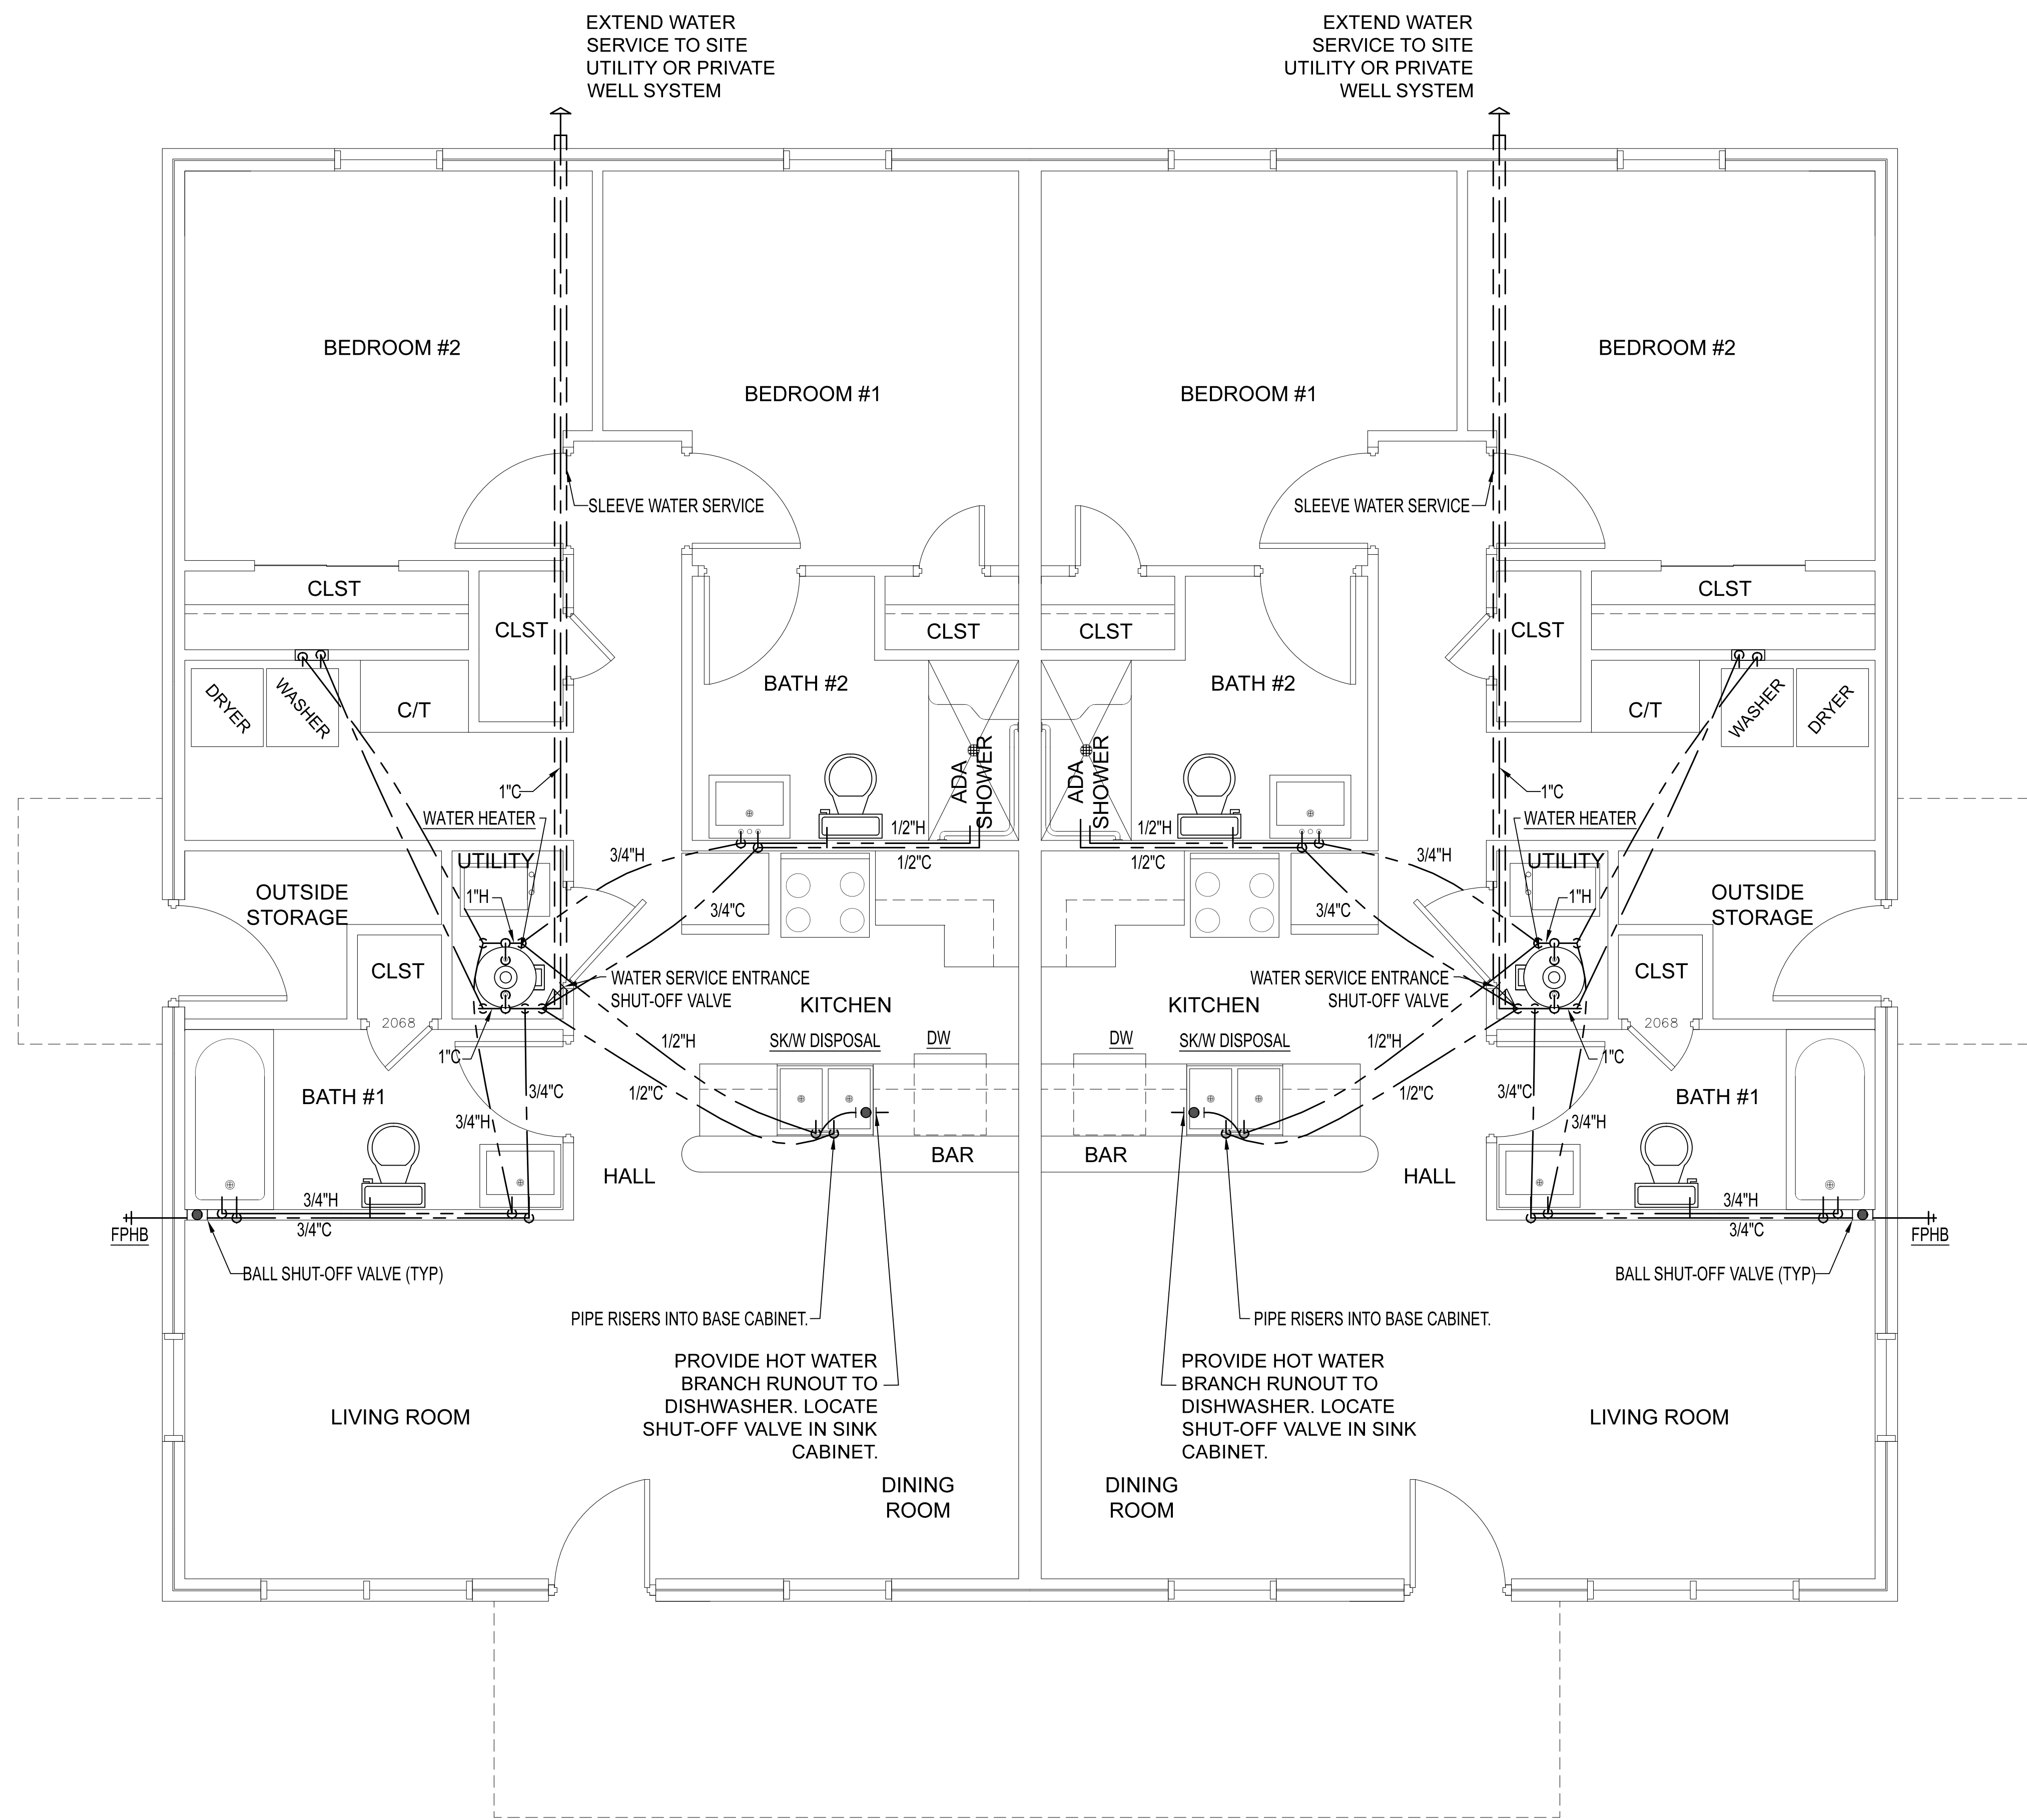 EXTEND WATER
SERVICE TO SITE
UTILITY OR PRIVATE
WELL SYSTEM
EXTEND WATER
SERVICE TO SITE
UTILITY OR PRIVATE
WELL SYSTEM
BEDROOM #2
BEDROOM #1
BEDROOM #1
BEDROOM #2
SLEEVE WATER SERVICE
SLEEVE WATER SERVICE
CLST
CLST
CLST
CLST
CLST
CLST
DRYER
WASHER
C/T
BATH #2
ADA
SHOWER
ADA
SHOWER
BATH #2
C/T
WASHER
DRYER
1"C
1"C
WATER HEATER
WATER HEATER
1/2"H
1/2"C
1/2"H
1/2"C
3/4"H
3/4"H
UTILITY
UTILITY
OUTSIDE
STORAGE
OUTSIDE
STORAGE
1"H
1"H
3/4"C
3/4"C
CLST
CLST
WATER SERVICE ENTRANCE
SHUT-OFF VALVE
WATER SERVICE ENTRANCE
SHUT-OFF VALVE
KITCHEN
KITCHEN
2068
2068
1"C
1"C
1/2"H
1/2"H
SK/W DISPOSAL
DW
DW
SK/W DISPOSAL
BATH #1
BATH #1
3/4"C
3/4"H
1/2"C
1/2"C
3/4"C
3/4"H
HALL
BAR
BAR
HALL
3/4"H
3/4"C
3/4"H
3/4"C
FPHB
FPHB
BALL SHUT-OFF VALVE (TYP)
BALL SHUT-OFF VALVE (TYP)
PIPE RISERS INTO BASE CABINET.
PIPE RISERS INTO BASE CABINET.
PROVIDE HOT WATER
BRANCH RUNOUT TO
DISHWASHER. LOCATE
SHUT-OFF VALVE IN SINK
CABINET.
PROVIDE HOT WATER
BRANCH RUNOUT TO
DISHWASHER. LOCATE
SHUT-OFF VALVE IN SINK
CABINET.
LIVING ROOM
LIVING ROOM
DINING
ROOM
DINING
ROOM